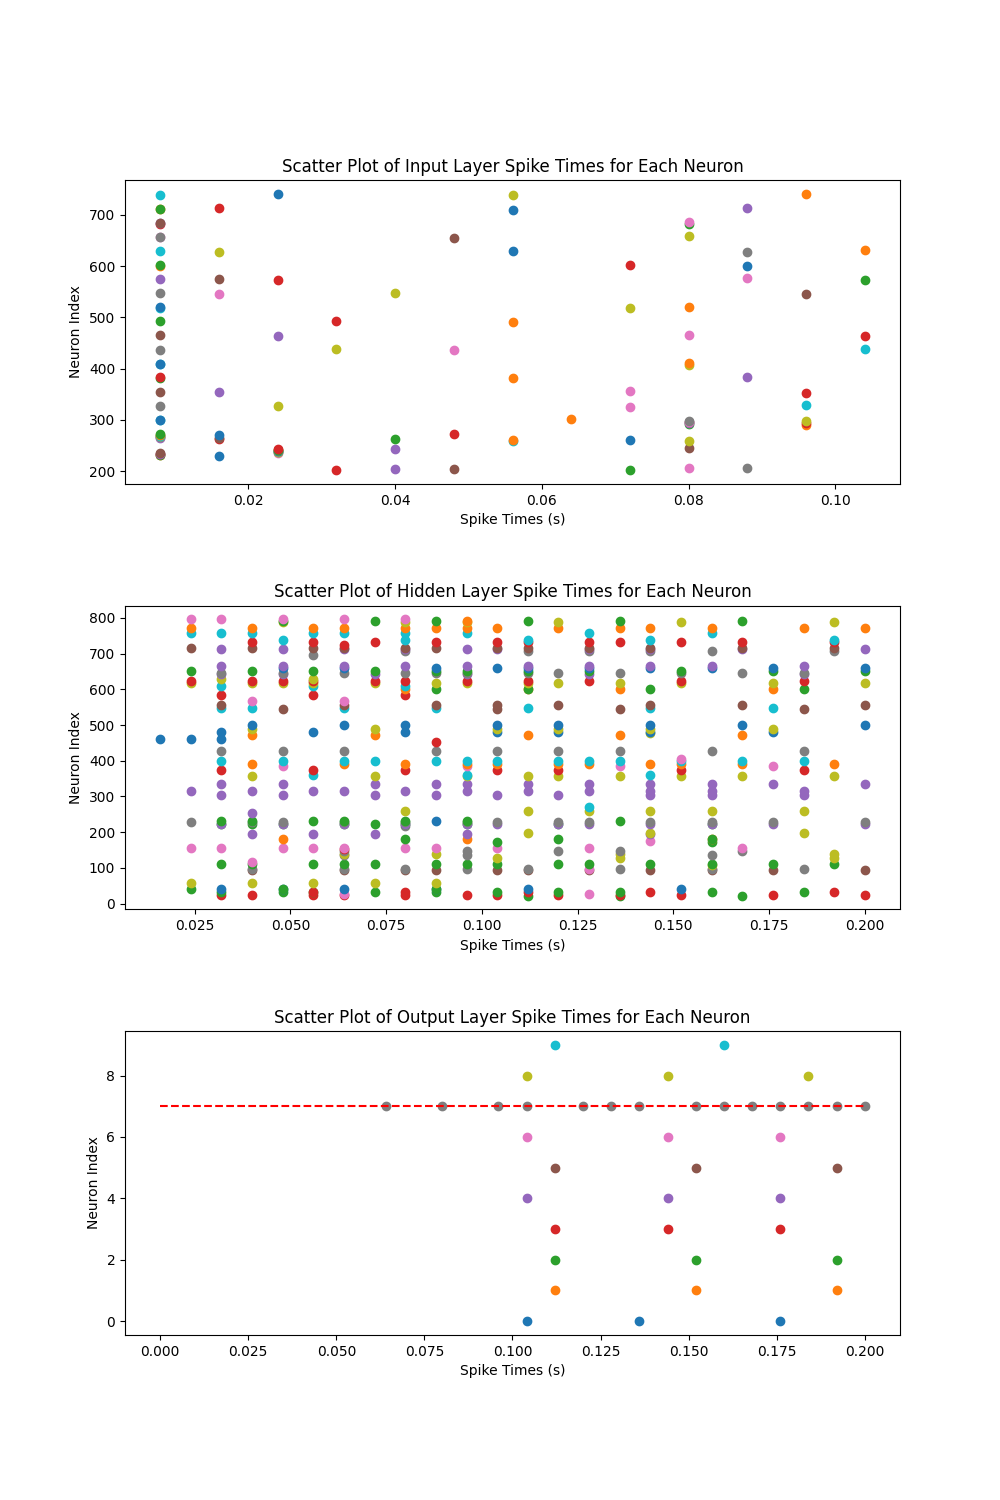 Scatter Plot of Input Layer Spike Times for Each Neuron
700
600
500
400
300
200
Neuron Index
0.02 0.04 0.06 0.08 0.10
Spike Times (s)
Scatter Plot of Hidden Layer Spike Times for Each Neuron
800
700
600
500
400
300
200
100
0
Neuron Index
0.025 0.050 0.075 0.100 0.125 0.150 0.175 0.200
Spike Times (s)
Scatter Plot of Output Layer Spike Times for Each Neuron
8
6
4
2
0
Neuron Index
0.000 0.025 0.050 0.075 0.100 0.125 0.150 0.175 0.200
Spike Times (s)